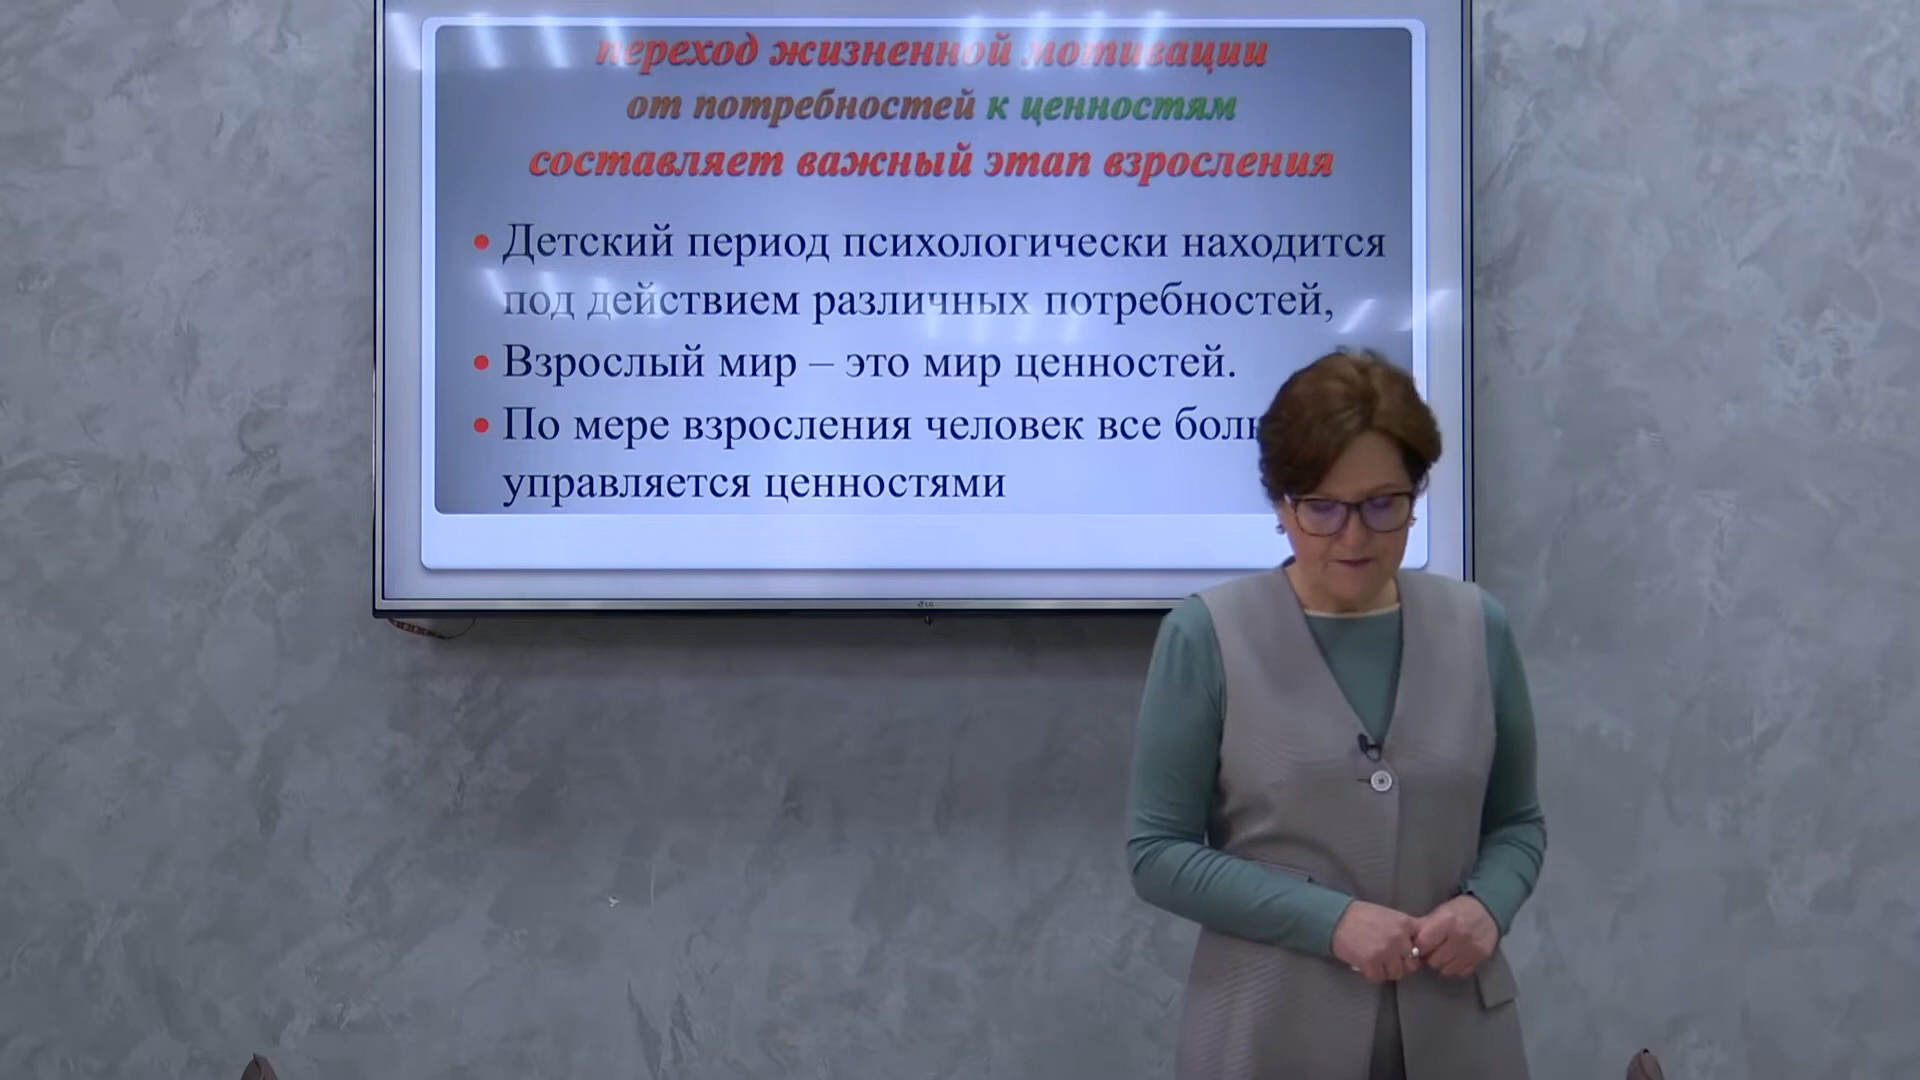 переход жизненной мотивации
от потребностей к ценностям
составляет важный этап взросления
• Детский период психологически находится
под действием различных потребностей,
• Взрослый мир – это мир ценностей.
• По мере взросления человек все
управляется ценностями
LG